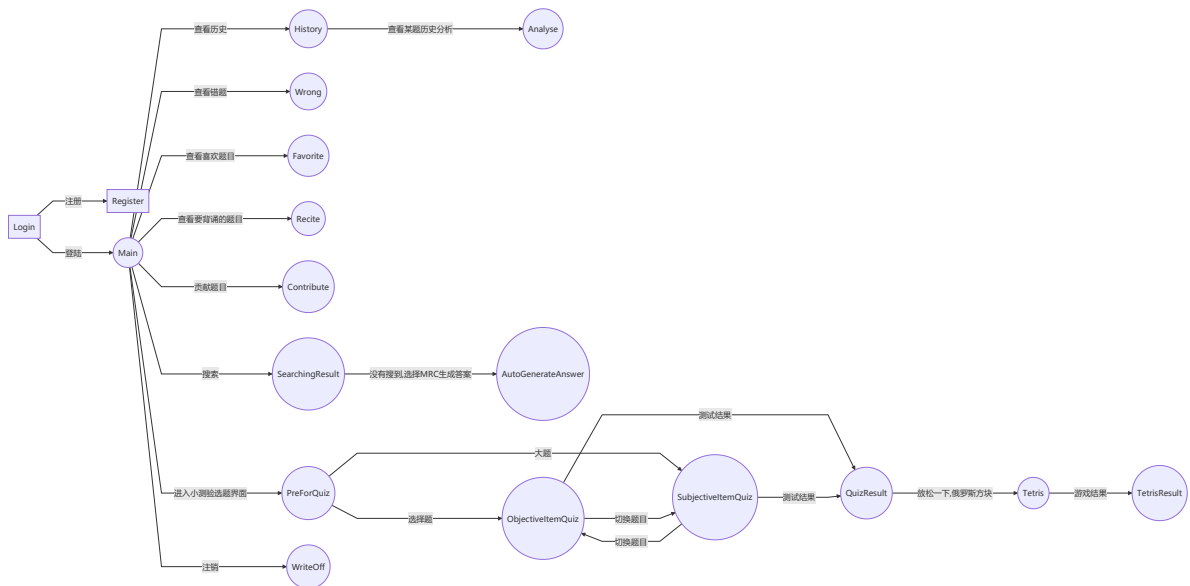 查看历史
History
查看某题历史分析
Analyse
查看错题
Wrong
查看喜欢题目
Favorite
注册
Register
Login
查看要背诵的题目
Recite
登陆
Main
贡献题目
Contribute
搜索
SearchingResult
没有搜到,选择MRC生成答案
AutoGenerateAnswer
测试结果
大题
进入小测验选题界面
PreForQuiz
选择题
ObjectiveItemQuiz
切换题目
切换题目
SubjectiveItemQuiz
测试结果
QuizResult
放松一下,俄罗斯方块
Tetris
游戏结果
TetrisResult
注销
WriteOff